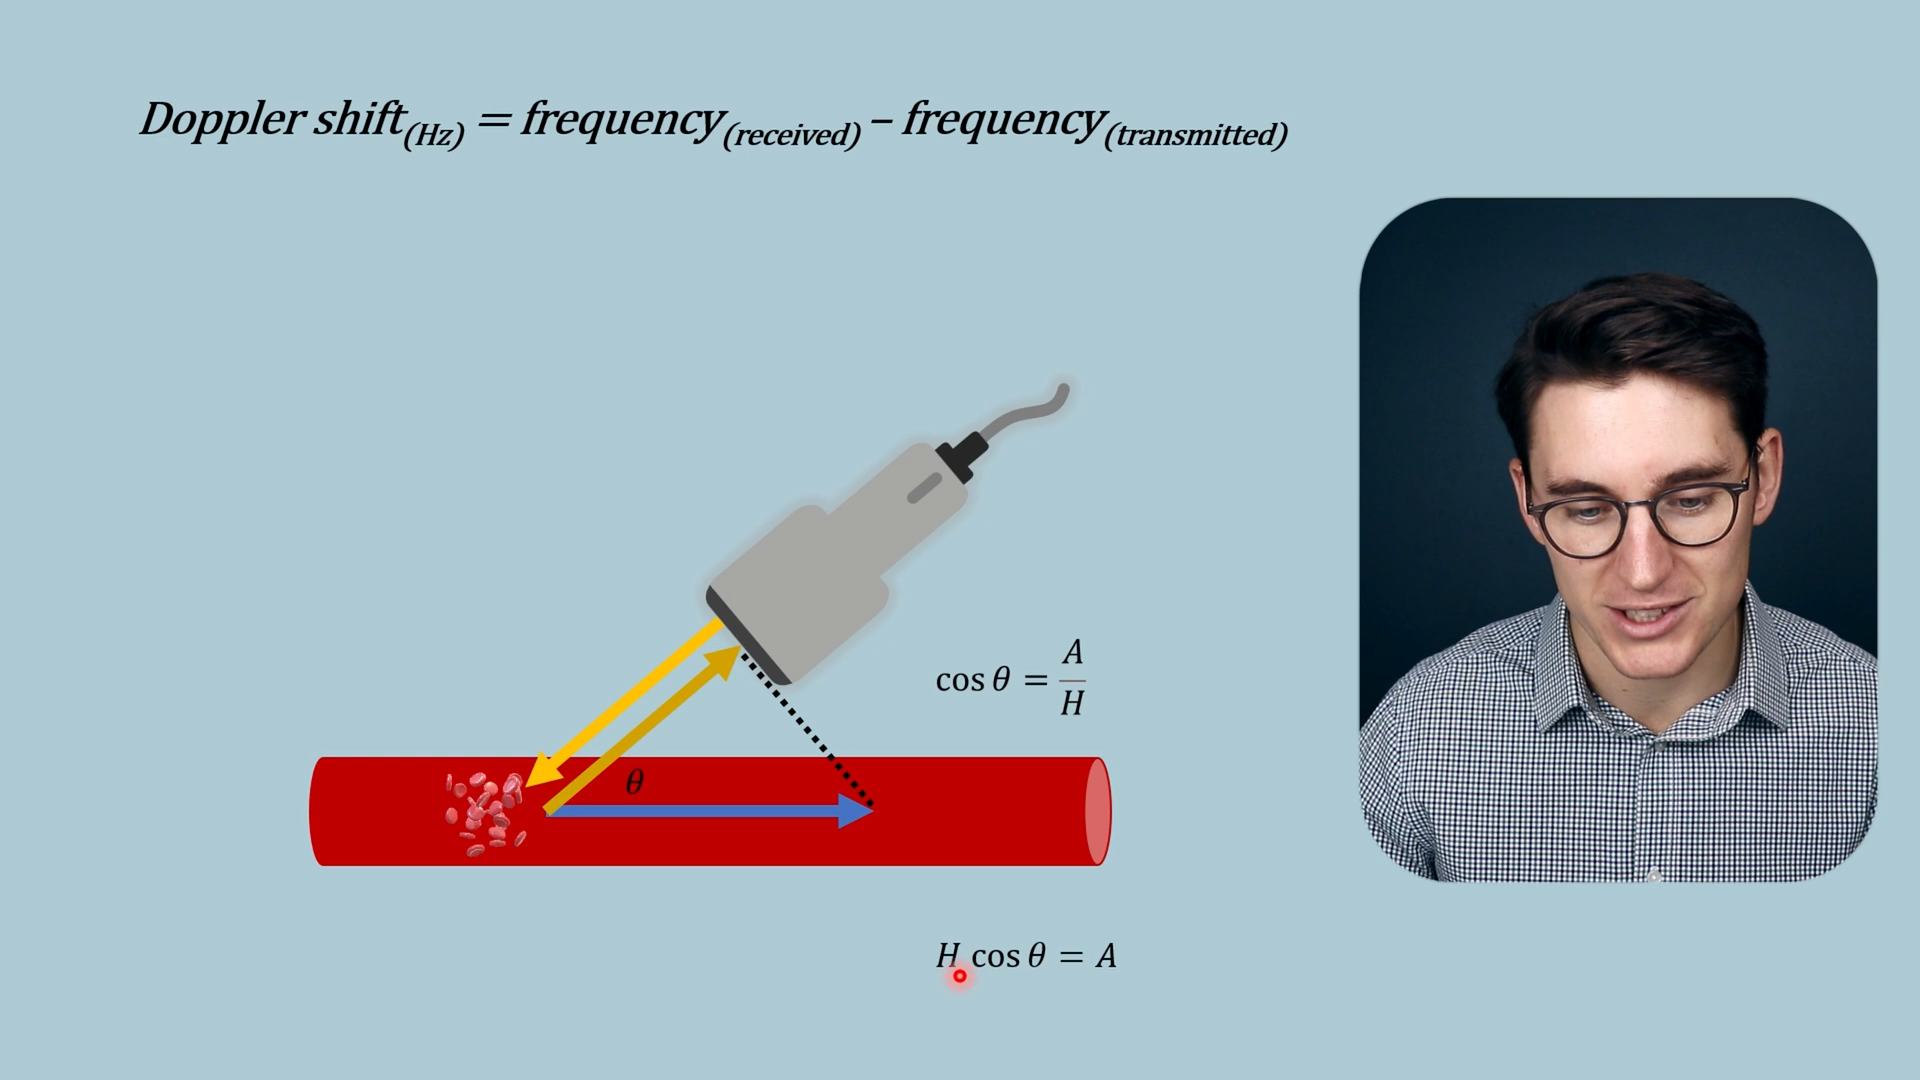 Doppler shift(Hz) = frequency(received) – frequency(transmitted)
cos θ = A/H
θ
H cos θ = A